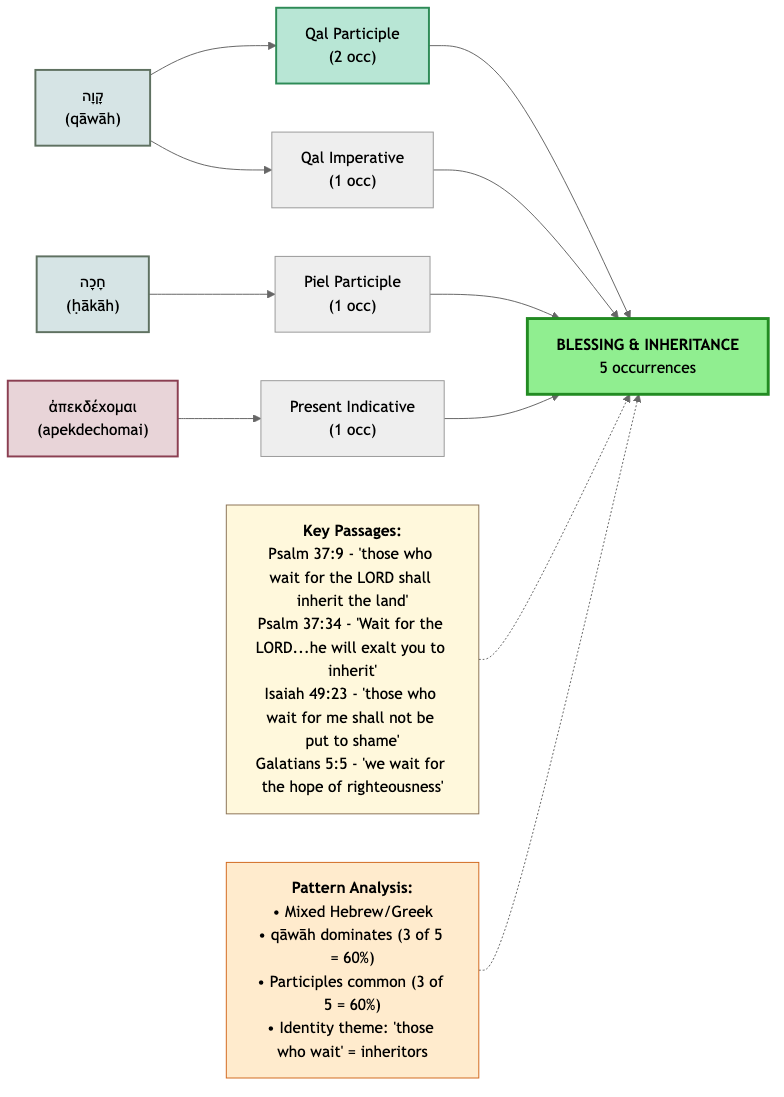 Qal Participle
(2 occ)
קָוָה
(qāwāh)
Qal Imperative
(1 occ)
חָכָה
(ḥākāh)
Piel Participle
(1 occ)
BLESSING & INHERITANCE
5 occurrences
ἀπεκδέχομαι
(apekdechomai)
Present Indicative
(1 occ)
Key Passages:
Psalm 37:9 - 'those who
wait for the LORD shall
inherit the land'
Psalm 37:34 - 'Wait for the
LORD...he will exalt you to
inherit'
Isaiah 49:23 - 'those who
wait for me shall not be
put to shame'
Galatians 5:5 - 'we wait for
the hope of righteousness'
Pattern Analysis:
• Mixed Hebrew/Greek
• qāwāh dominates (3 of 5
= 60%)
• Participles common (3 of
5 = 60%)
• Identity theme: 'those
who wait' = inheritors